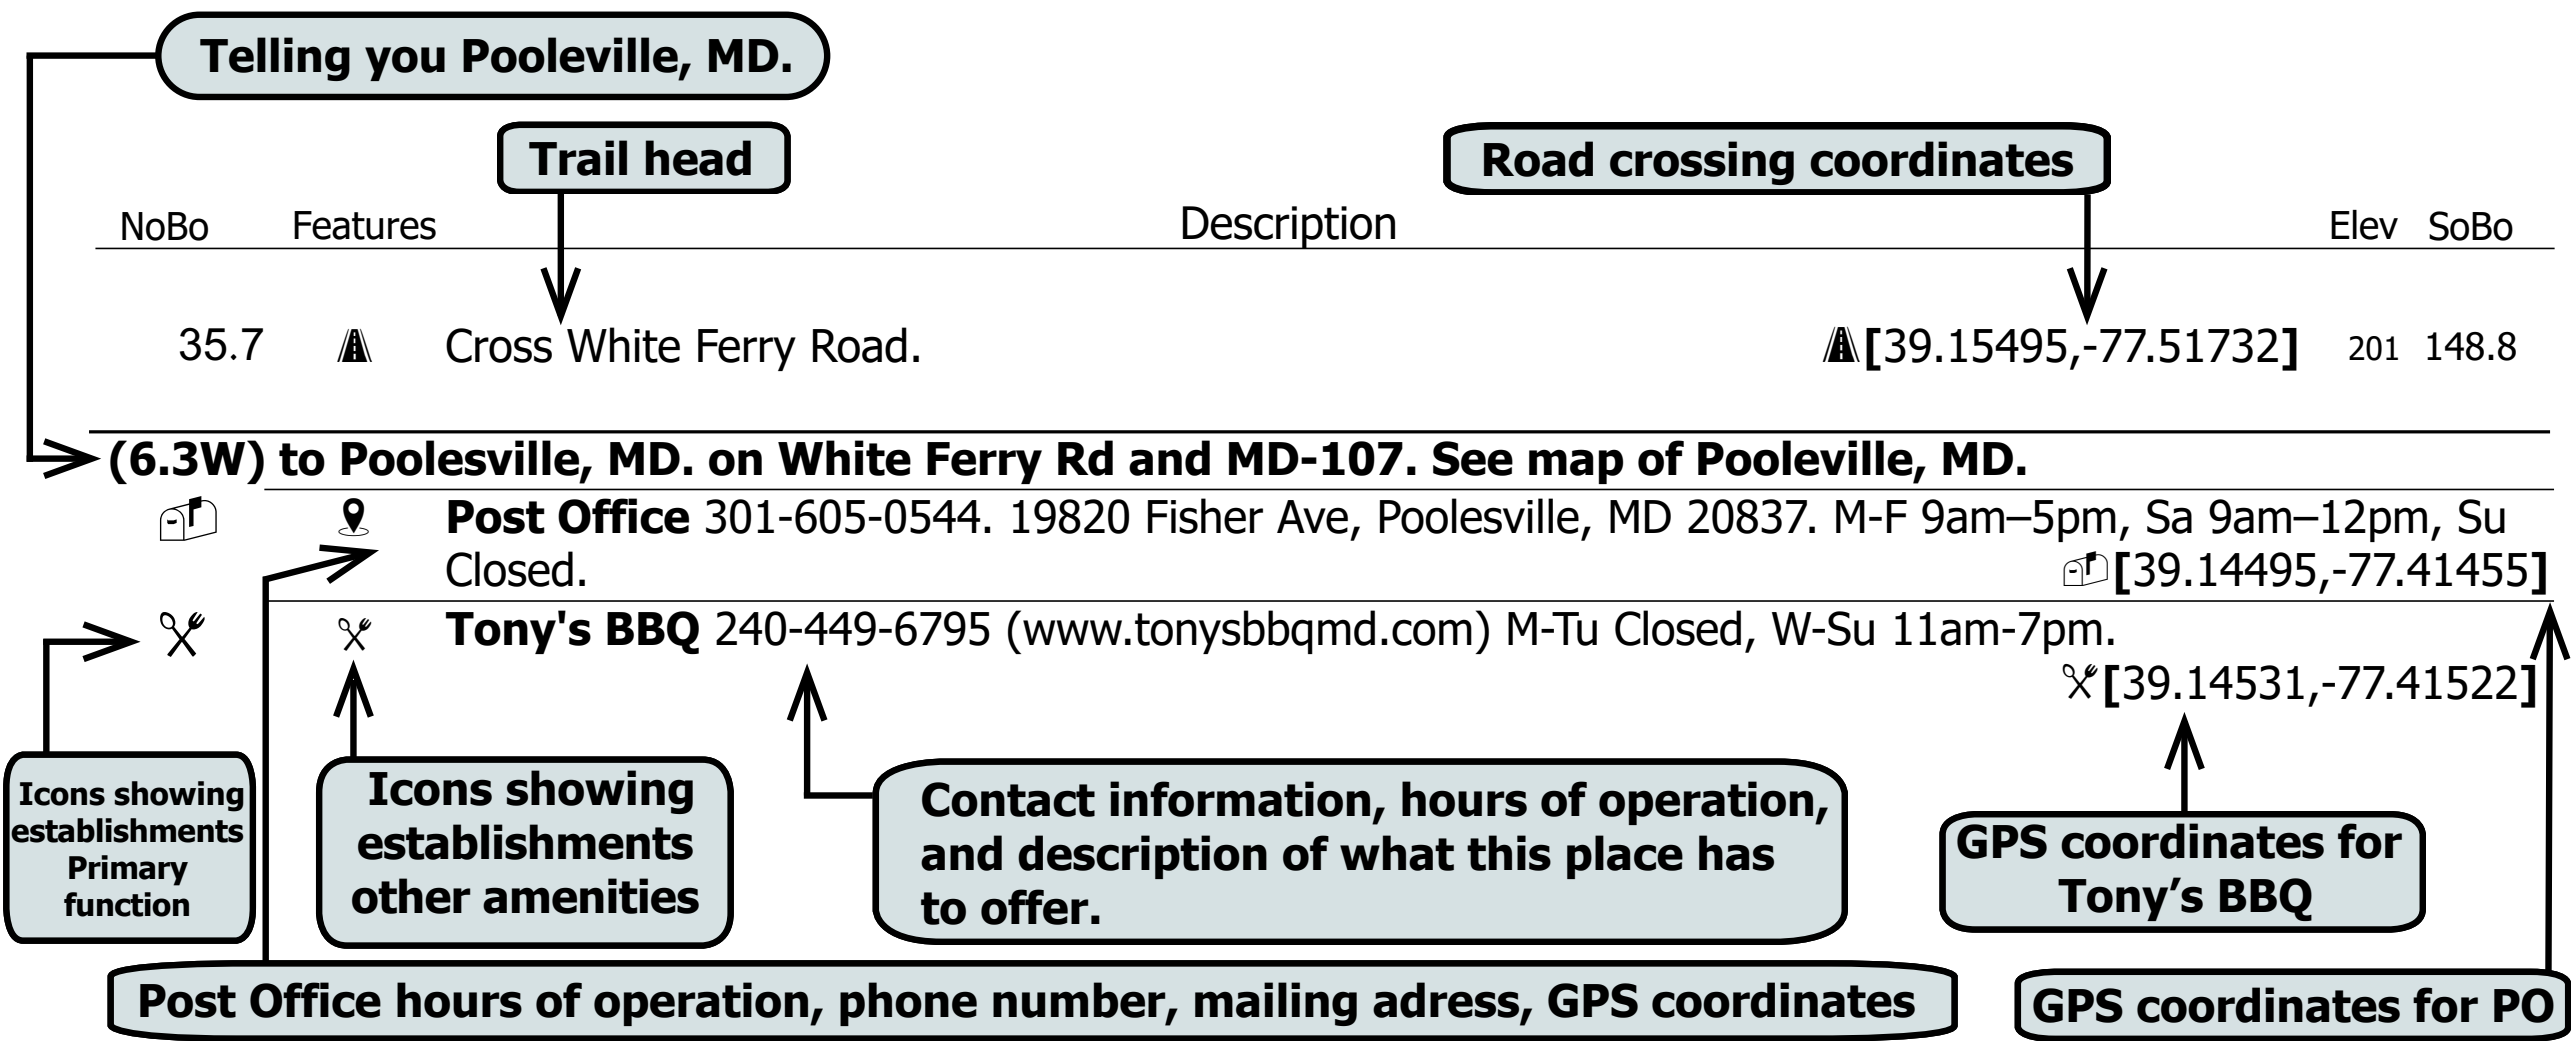 Telling you Pooleville, MD.
Trail head
Road crossing coordinates
NoBo Features Description Elev SoBo
35.7 Cross White Ferry Road. [39.15495,-77.51732] 201 148.8
(6.3W) to Poolesville, MD. on White Ferry Rd and MD-107. See map of Pooleville, MD.
Post Office 301-605-0544. 19820 Fisher Ave, Poolesville, MD 20837. M-F 9am–5pm, Sa 9am–12pm, Su
Closed. [39.14495,-77.41455]
Tony's BBQ 240-449-6795 (www.tonysbbqmd.com) M-Tu Closed, W-Su 11am-7pm.
[39.14531,-77.41522]
Icons showing
establishments
Primary
function
Icons showing
establishments
other amenities
Contact information, hours of operation,
and description of what this place has
to offer.
GPS coordinates for
Tony’s BBQ
Post Office hours of operation, phone number, mailing adress, GPS coordinates
GPS coordinates for PO